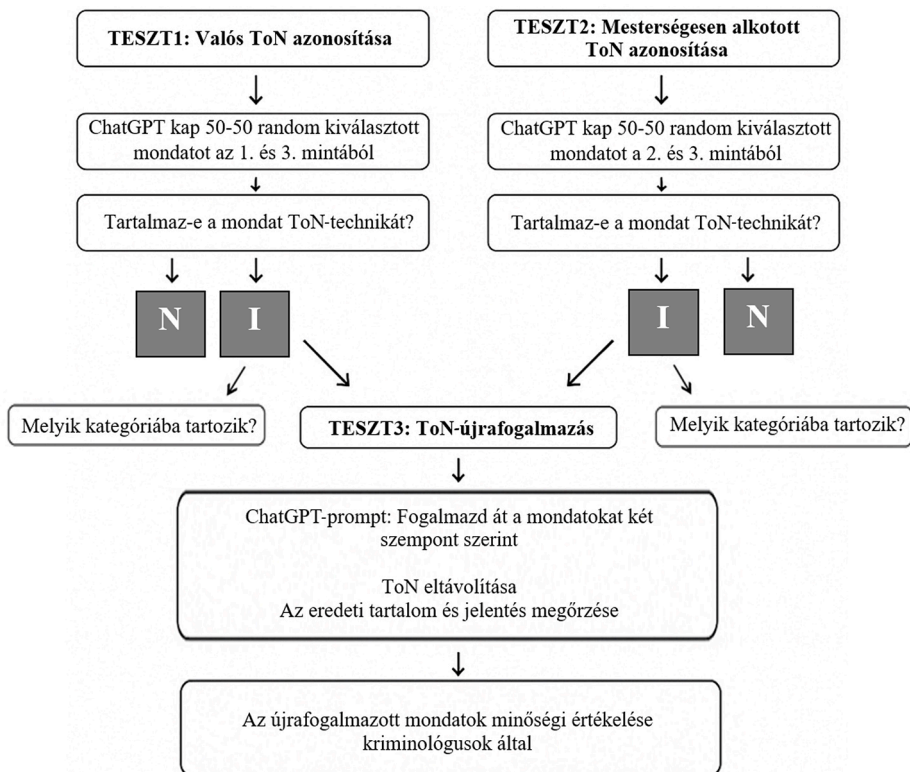 TESZT1: Valós ToN azonosítása
ChatGPT kap 50-50 random kiválasztott
mondatot az 1. és 3. mintából
Tartalmaz-e a mondat ToN-technikát?
N
I
Melyik kategóriába tartozik?
TESZT2: Mesterségesen alkotott
ToN azonosítása
ChatGPT kap 50-50 random kiválasztott
mondatot a 2. és 3. mintából
Tartalmaz-e a mondat ToN-technikát?
I
N
Melyik kategóriába tartozik?
TESZT3: ToN-újrafogalmazás
ChatGPT-prompt: Fogalmazd át a mondatokat két
szempont szerint
ToN eltávolítása
Az eredeti tartalom és jelentés megőrzése
Az újrafogalmazott mondatok minőségi értékelése
kriminológusok által